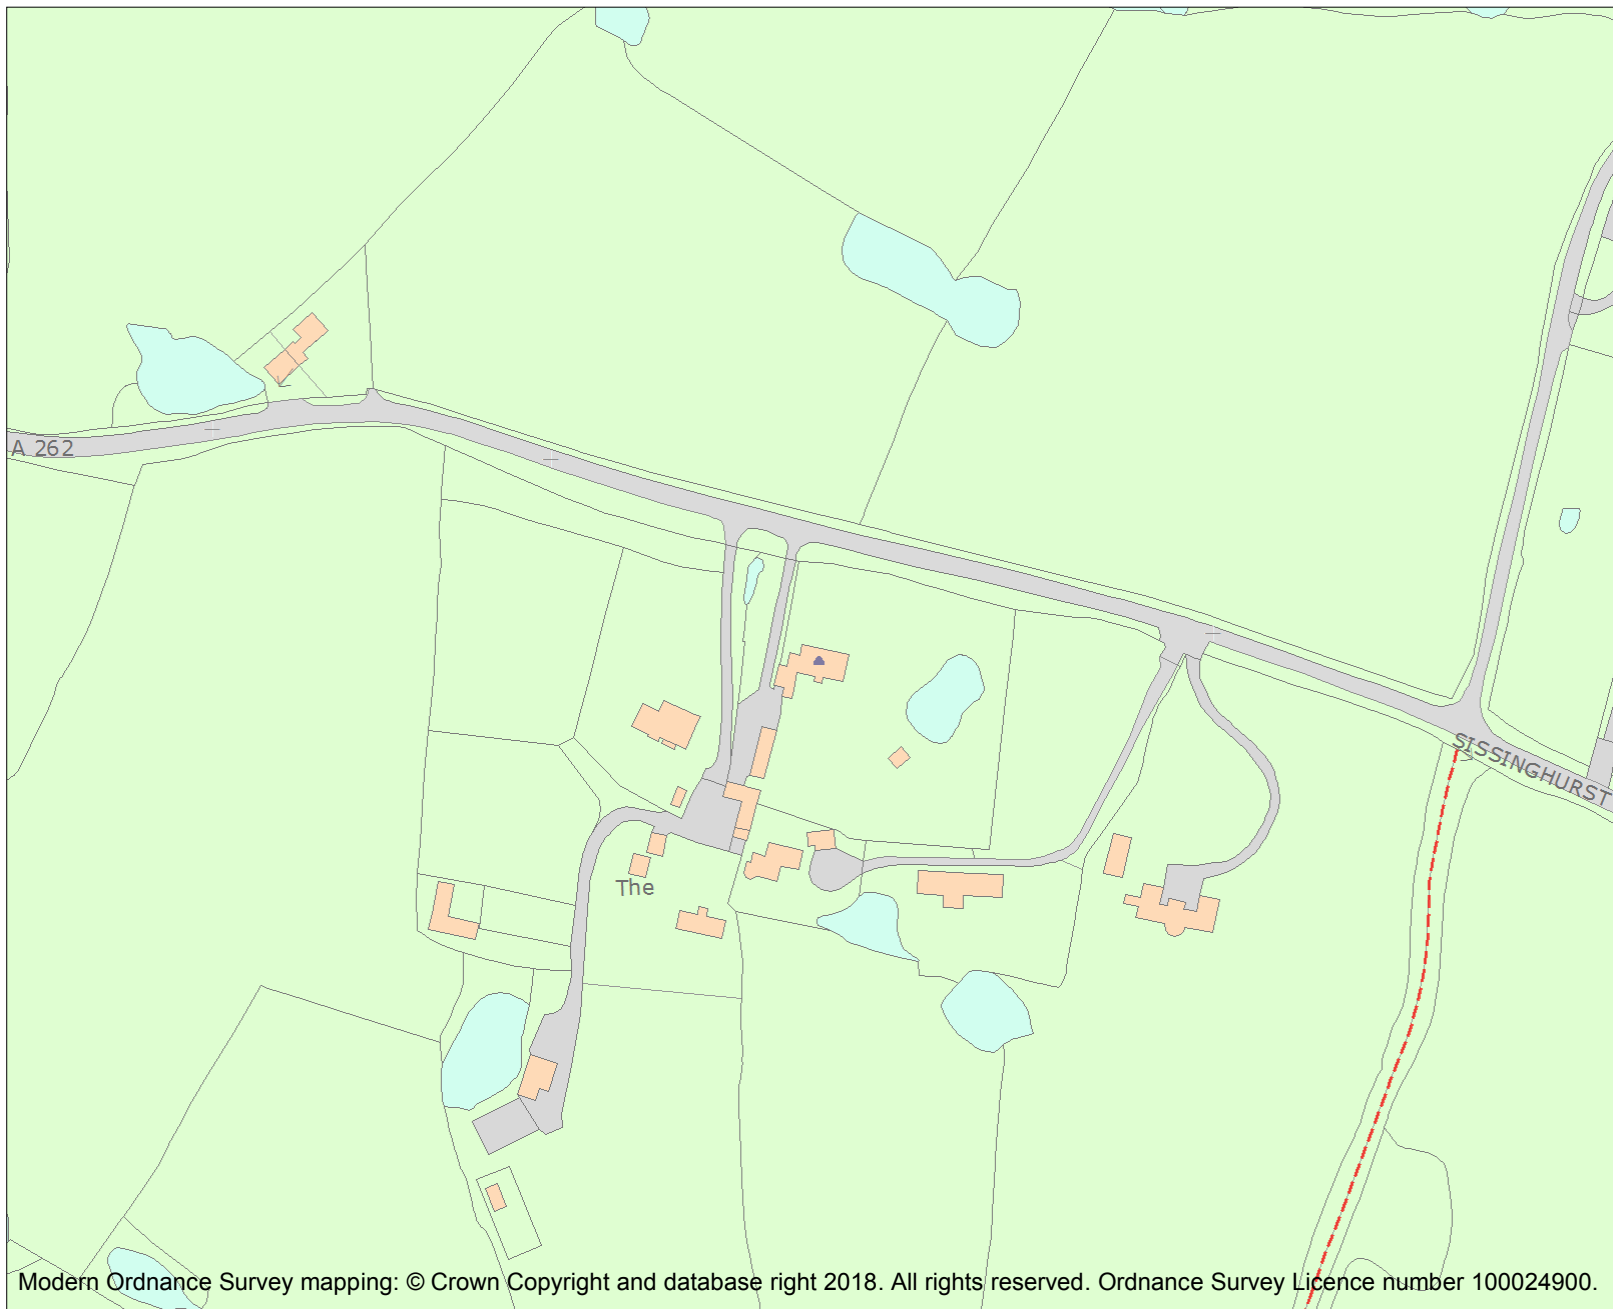 A 262
SISSINGHURST
The
Modern Ordnance Survey mapping: © Crown Copyright and database right 2018. All rights reserved. Ordnance Survey Licence number 100024900.